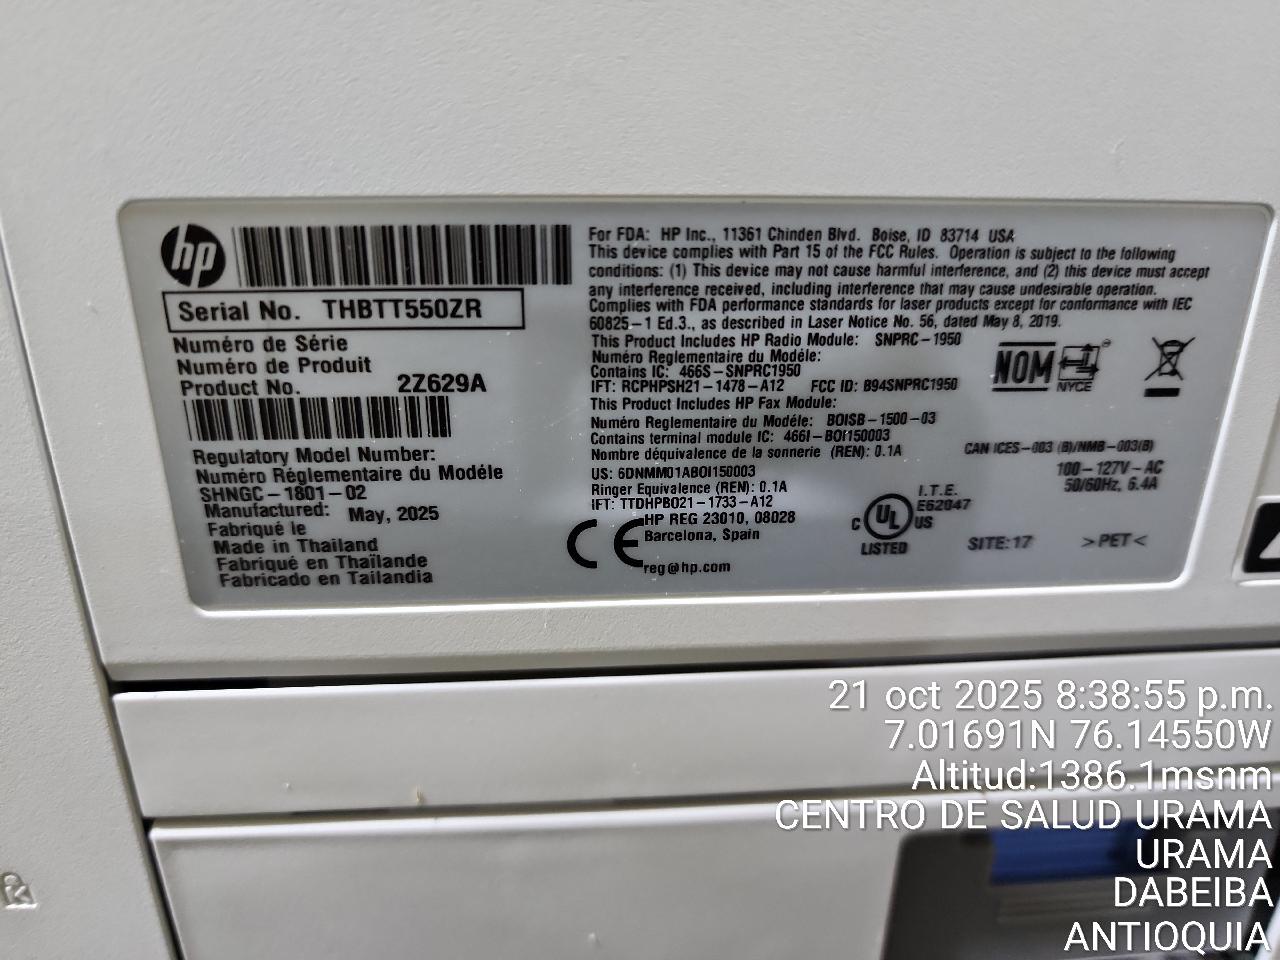 hp
Serial No. THBTT550ZR
Numéro de Série
Numéro de Produit
Product No. 2Z629A
Regulatory Model Number:
Numéro Réglementaire du Modéle
SHNGC-1801-02
Manufactured: May, 2025
Fabriqué le
Made in Thailand
Fabriqué en Thaïlande
Fabricado en Tailandia
For FDA: HP Inc., 11361 Chinden Blvd. Boise, ID 83714 USA
This device complies with Part 15 of the FCC Rules. Operation is subject to the following
conditions: (1) This device may not cause harmful interference, and (2) this device must accept
any interference received, including interference that may cause undesirable operation.
Complies with FDA performance standards for laser products except for conformance with IEC
60825-1 Ed.3., as described in Laser Notice No. 56, dated May 8, 2019.
This Product Includes HP Radio Module: SNPRC-1950
Numéro Reglementaire du Modéle:
Contains IC: 466S-SNPRC1950
IFT: RCPHPSH21-1478-A12 FCC ID: B94SNPRC1950
This Product Includes HP Fax Module:
Numéro Reglementaire du Modéle: BOISB-1500-03
Contains terminal module IC: 466I-BOI150003
Nombre déquivalence de la sonnerie (REN): 0.1A
US: 6DNMM01ABOI150003
Ringer Equivalence (REN): 0.1A
IFT: TTDHPBO21-1733-A12
CE
HP REG 23010, 08028
Barcelona, Spain
reg@hp.com
NOM
NYCE
CAN ICES-003 (B)/NMB-003(B)
100-127V-AC
50/60Hz, 6.4A
C UL US
LISTED
I.T.E.
E62047
SITE:17 >PET<
21 oct 2025 8:38:55 p.m.
7.01691N 76.14550W
Altitud:1386.1msnm
CENTRO DE SALUD URAMA
URAMA
DABEIBA
ANTIOQUIA